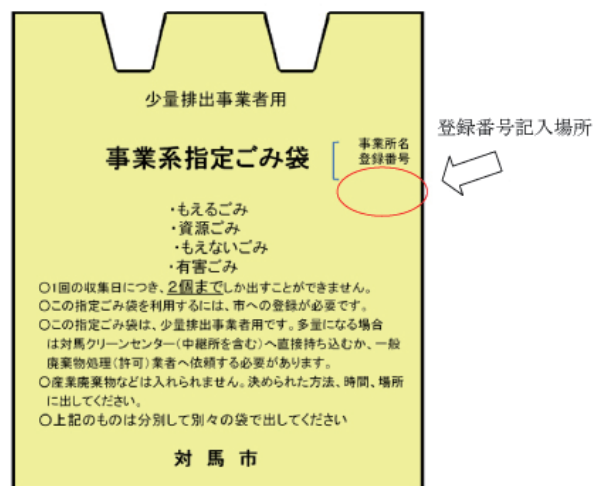 少量排出事業者用
事業系指定ごみ袋
事業所名
登録番号
登録番号記入場所
・もえるごみ
・資源ごみ
・もえないごみ
・有害ごみ
〇1回の収集日につき、2個までしか出すことができません。
〇この指定ごみ袋を利用するには、市への登録が必要です。
〇この指定ごみ袋は、少量排出事業者用です。多量になる場合
は対馬クリーンセンター(中継所を含む)へ直接持ち込むか、一般
廃棄物処理(許可)業者へ依頼する必要があります。
〇産業廃棄物などは入れられません。決められた方法、時間、場所
に出してください。
〇上記のものは分別して別々の袋で出してください
対 馬 市